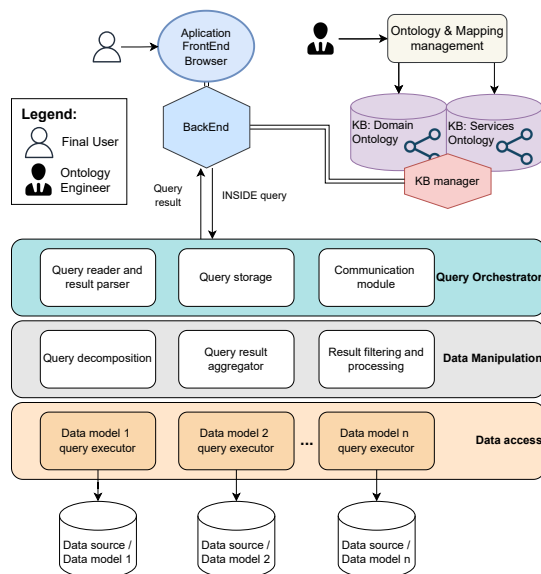 Aplication
FrontEnd
Browser
Ontology & Mapping
management
Legend:
Final User
Ontology
Engineer
BackEnd
KB: Domain
Ontology
KB: Services
Ontology
KB manager
Query
result
INSIDE query
Query reader and
result parser
Query storage
Communication
module
Query Orchestrator
Query decomposition
Query result
aggregator
Result filtering and
processing
Data Manipulation
Data model 1
query executor
Data model 2
query executor
...
Data model n
query executor
Data access
Data source /
Data model 1
Data source /
Data model 2
Data source /
Data model n